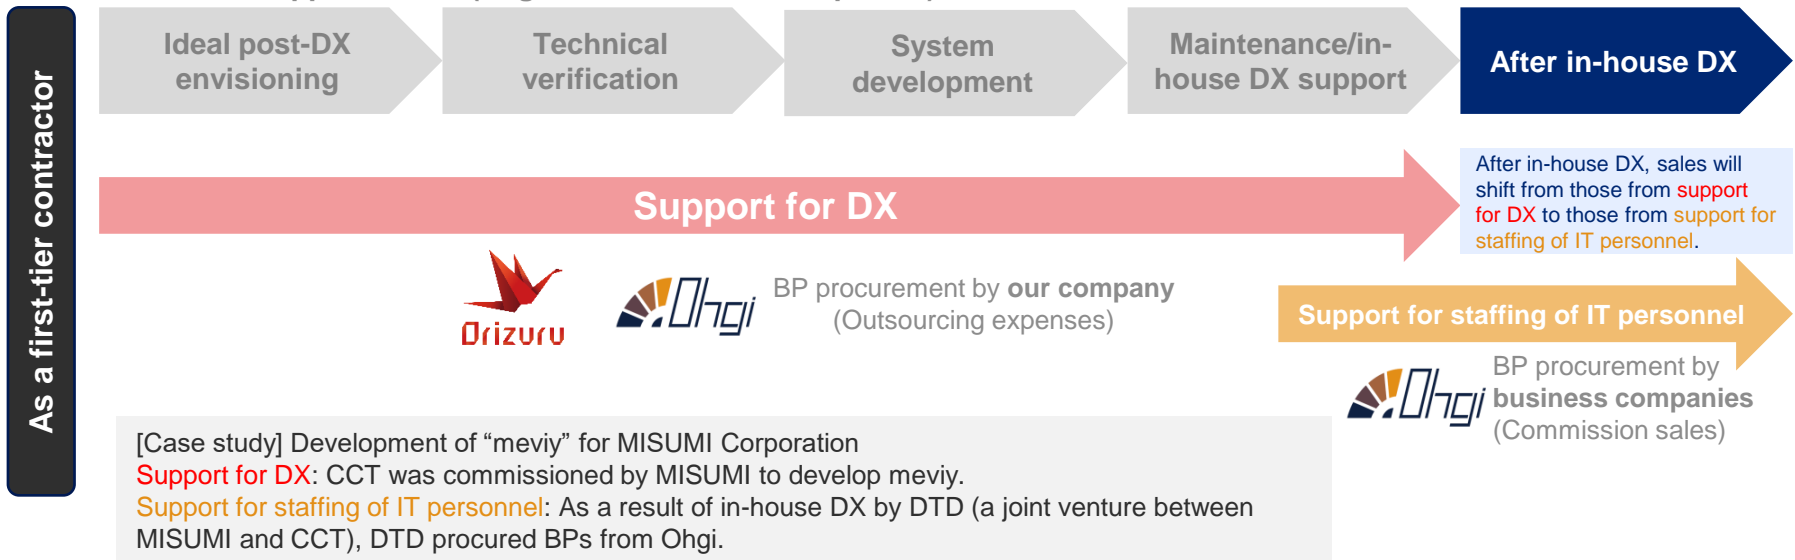 As a first-tier contractor
Ideal post-DX
envisioning
Technical
verification
System
development
Maintenance/in-
house DX support
After in-house DX
Support for DX
After in-house DX, sales will
shift from those from support
for DX to those from support for
staffing of IT personnel.
Orizuru
Ohgi
BP procurement by our company
(Outsourcing expenses)
Support for staffing of IT personnel
Ohgi
BP procurement by
business companies
(Commission sales)
[Case study] Development of “meviy” for MISUMI Corporation
Support for DX: CCT was commissioned by MISUMI to develop meviy.
Support for staffing of IT personnel: As a result of in-house DX by DTD (a joint venture between
MISUMI and CCT), DTD procured BPs from Ohgi.